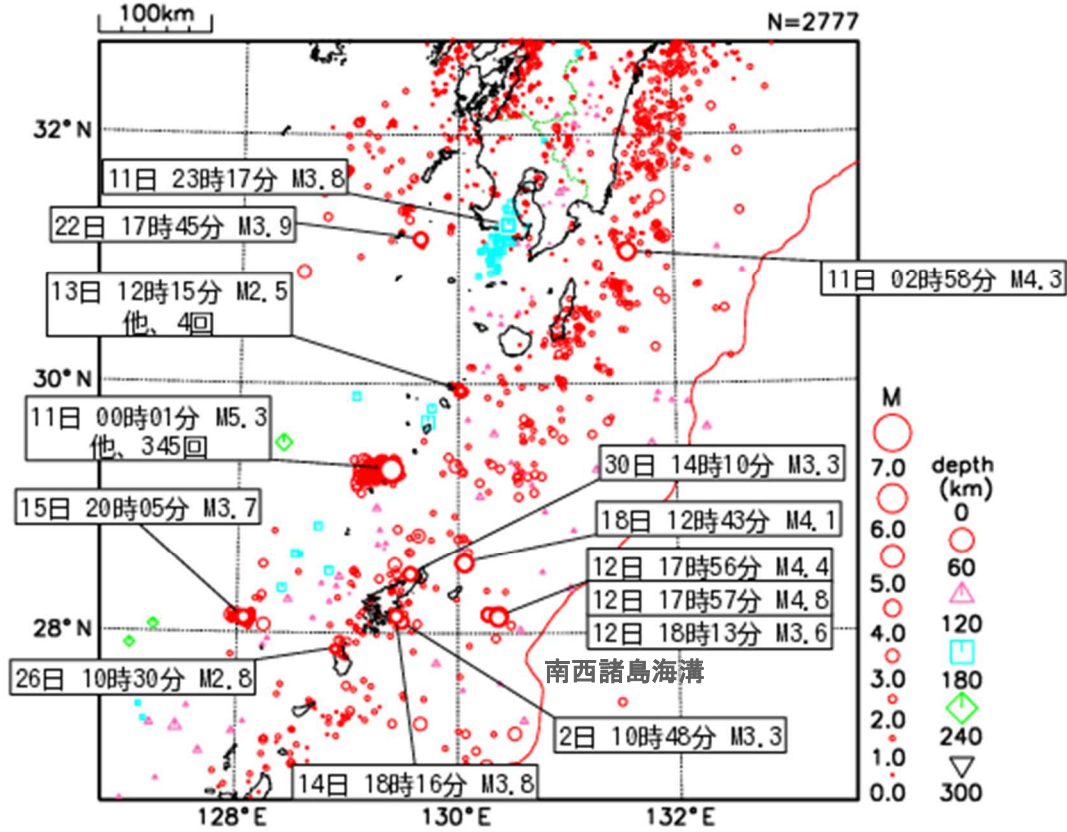 100km
N=2777
32°N
11日 23時17分 M3.8
22日 17時45分 M3.9
11日 02時58分 M4.3
13日 12時15分 M2.5
他、4回
30°N
11日 00時01分 M5.3
他、345回
30日 14時10分 M3.3
15日 20時05分 M3.7
18日 12時43分 M4.1
12日 17時56分 M4.4
12日 17時57分 M4.8
12日 18時13分 M3.6
28°N
南西諸島海溝
26日 10時30分 M2.8
2日 10時48分 M3.3
14日 18時16分 M3.8
128°E
130°E
132°E
M
7.0
6.0
5.0
4.0
3.0
2.0
1.0
0.0
depth
(km)
0
60
120
180
240
300